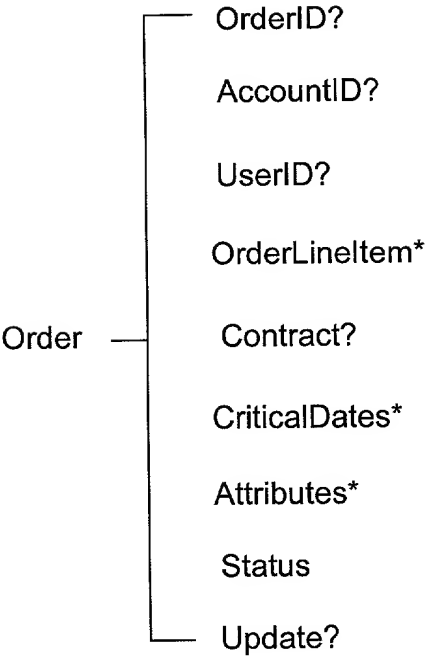 OrderID?
AccountID?
UserID?
OrderLineItem*
Order
Contract?
CriticalDates*
Attributes*
Status
Update?